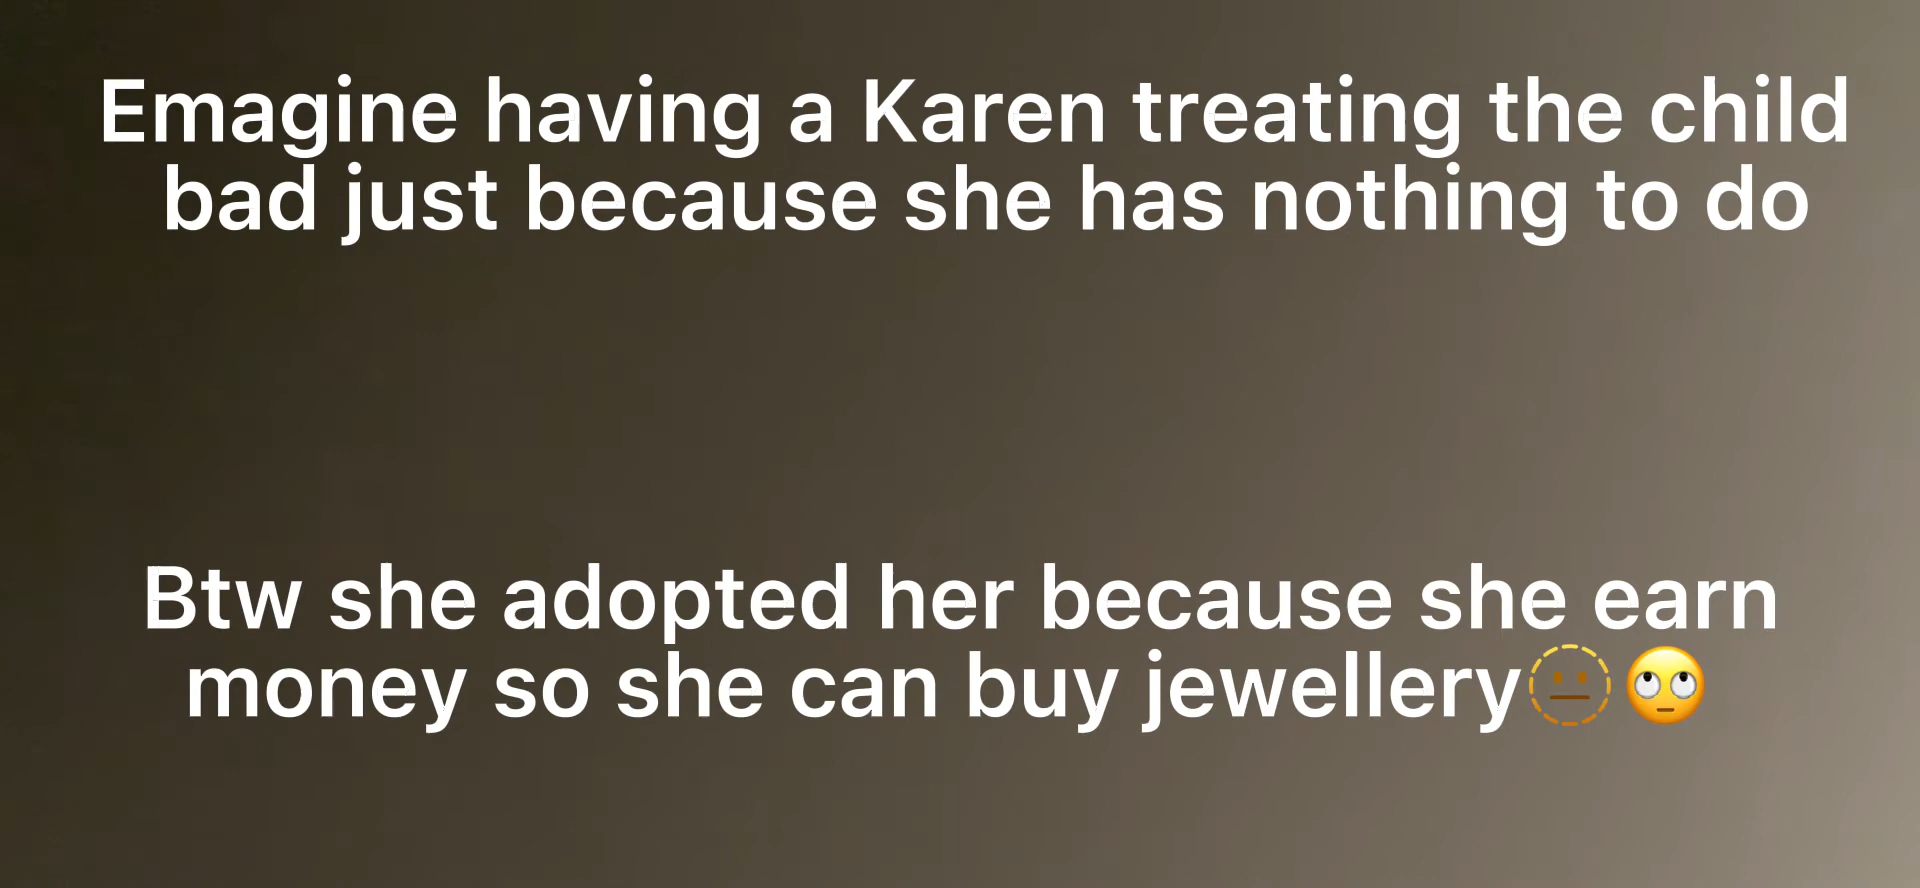 Emagine having a Karen treating the child
bad just because she has nothing to do
Btw she adopted her because she earn
money so she can buy jewellery🫥🙄